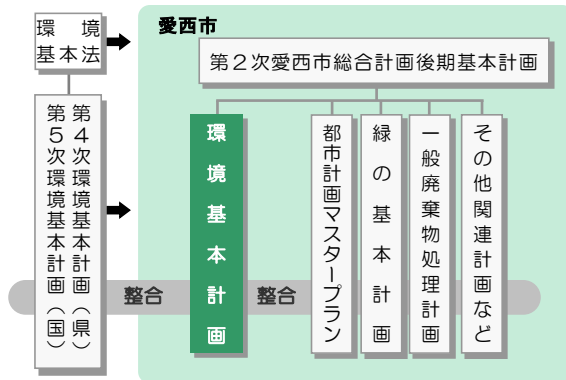 環境
基本法
愛西市
第２次愛西市総合計画後期基本計画
第４次環境基本計画（県）
第５次環境基本計画（国）
整合
環境基本計画
整合
都市計画マスタープラン
緑の基本計画
一般廃棄物処理計画
その他関連計画など